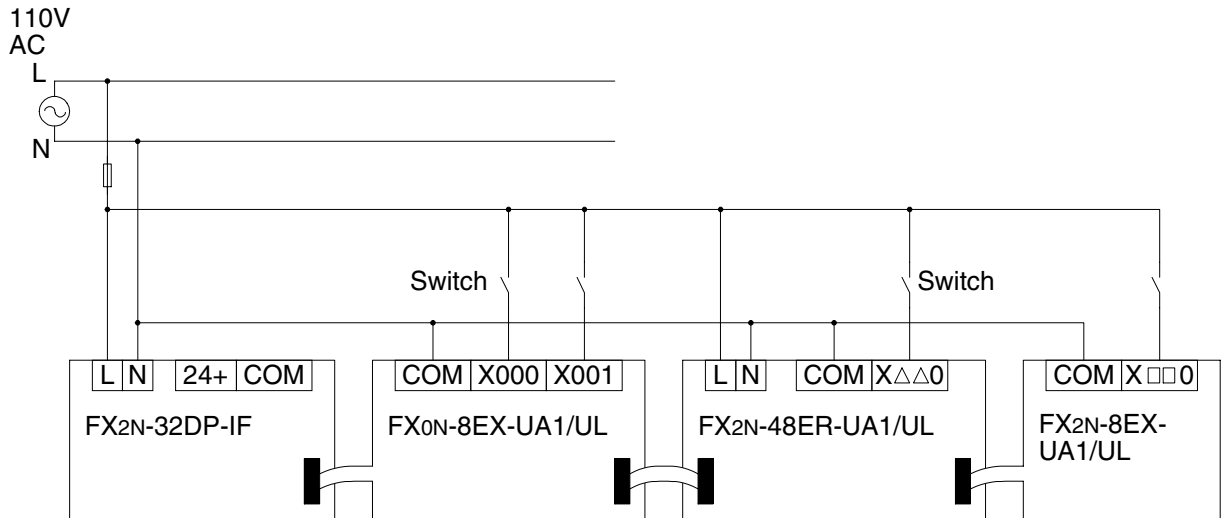 110V
AC
L
N
Switch
Switch
L N 24+ COM
COM X000 X001
L N COM X△△0
COM X□□0
FX2N-32DP-IF
FX0N-8EX-UA1/UL
FX2N-48ER-UA1/UL
FX2N-8EX-
UA1/UL